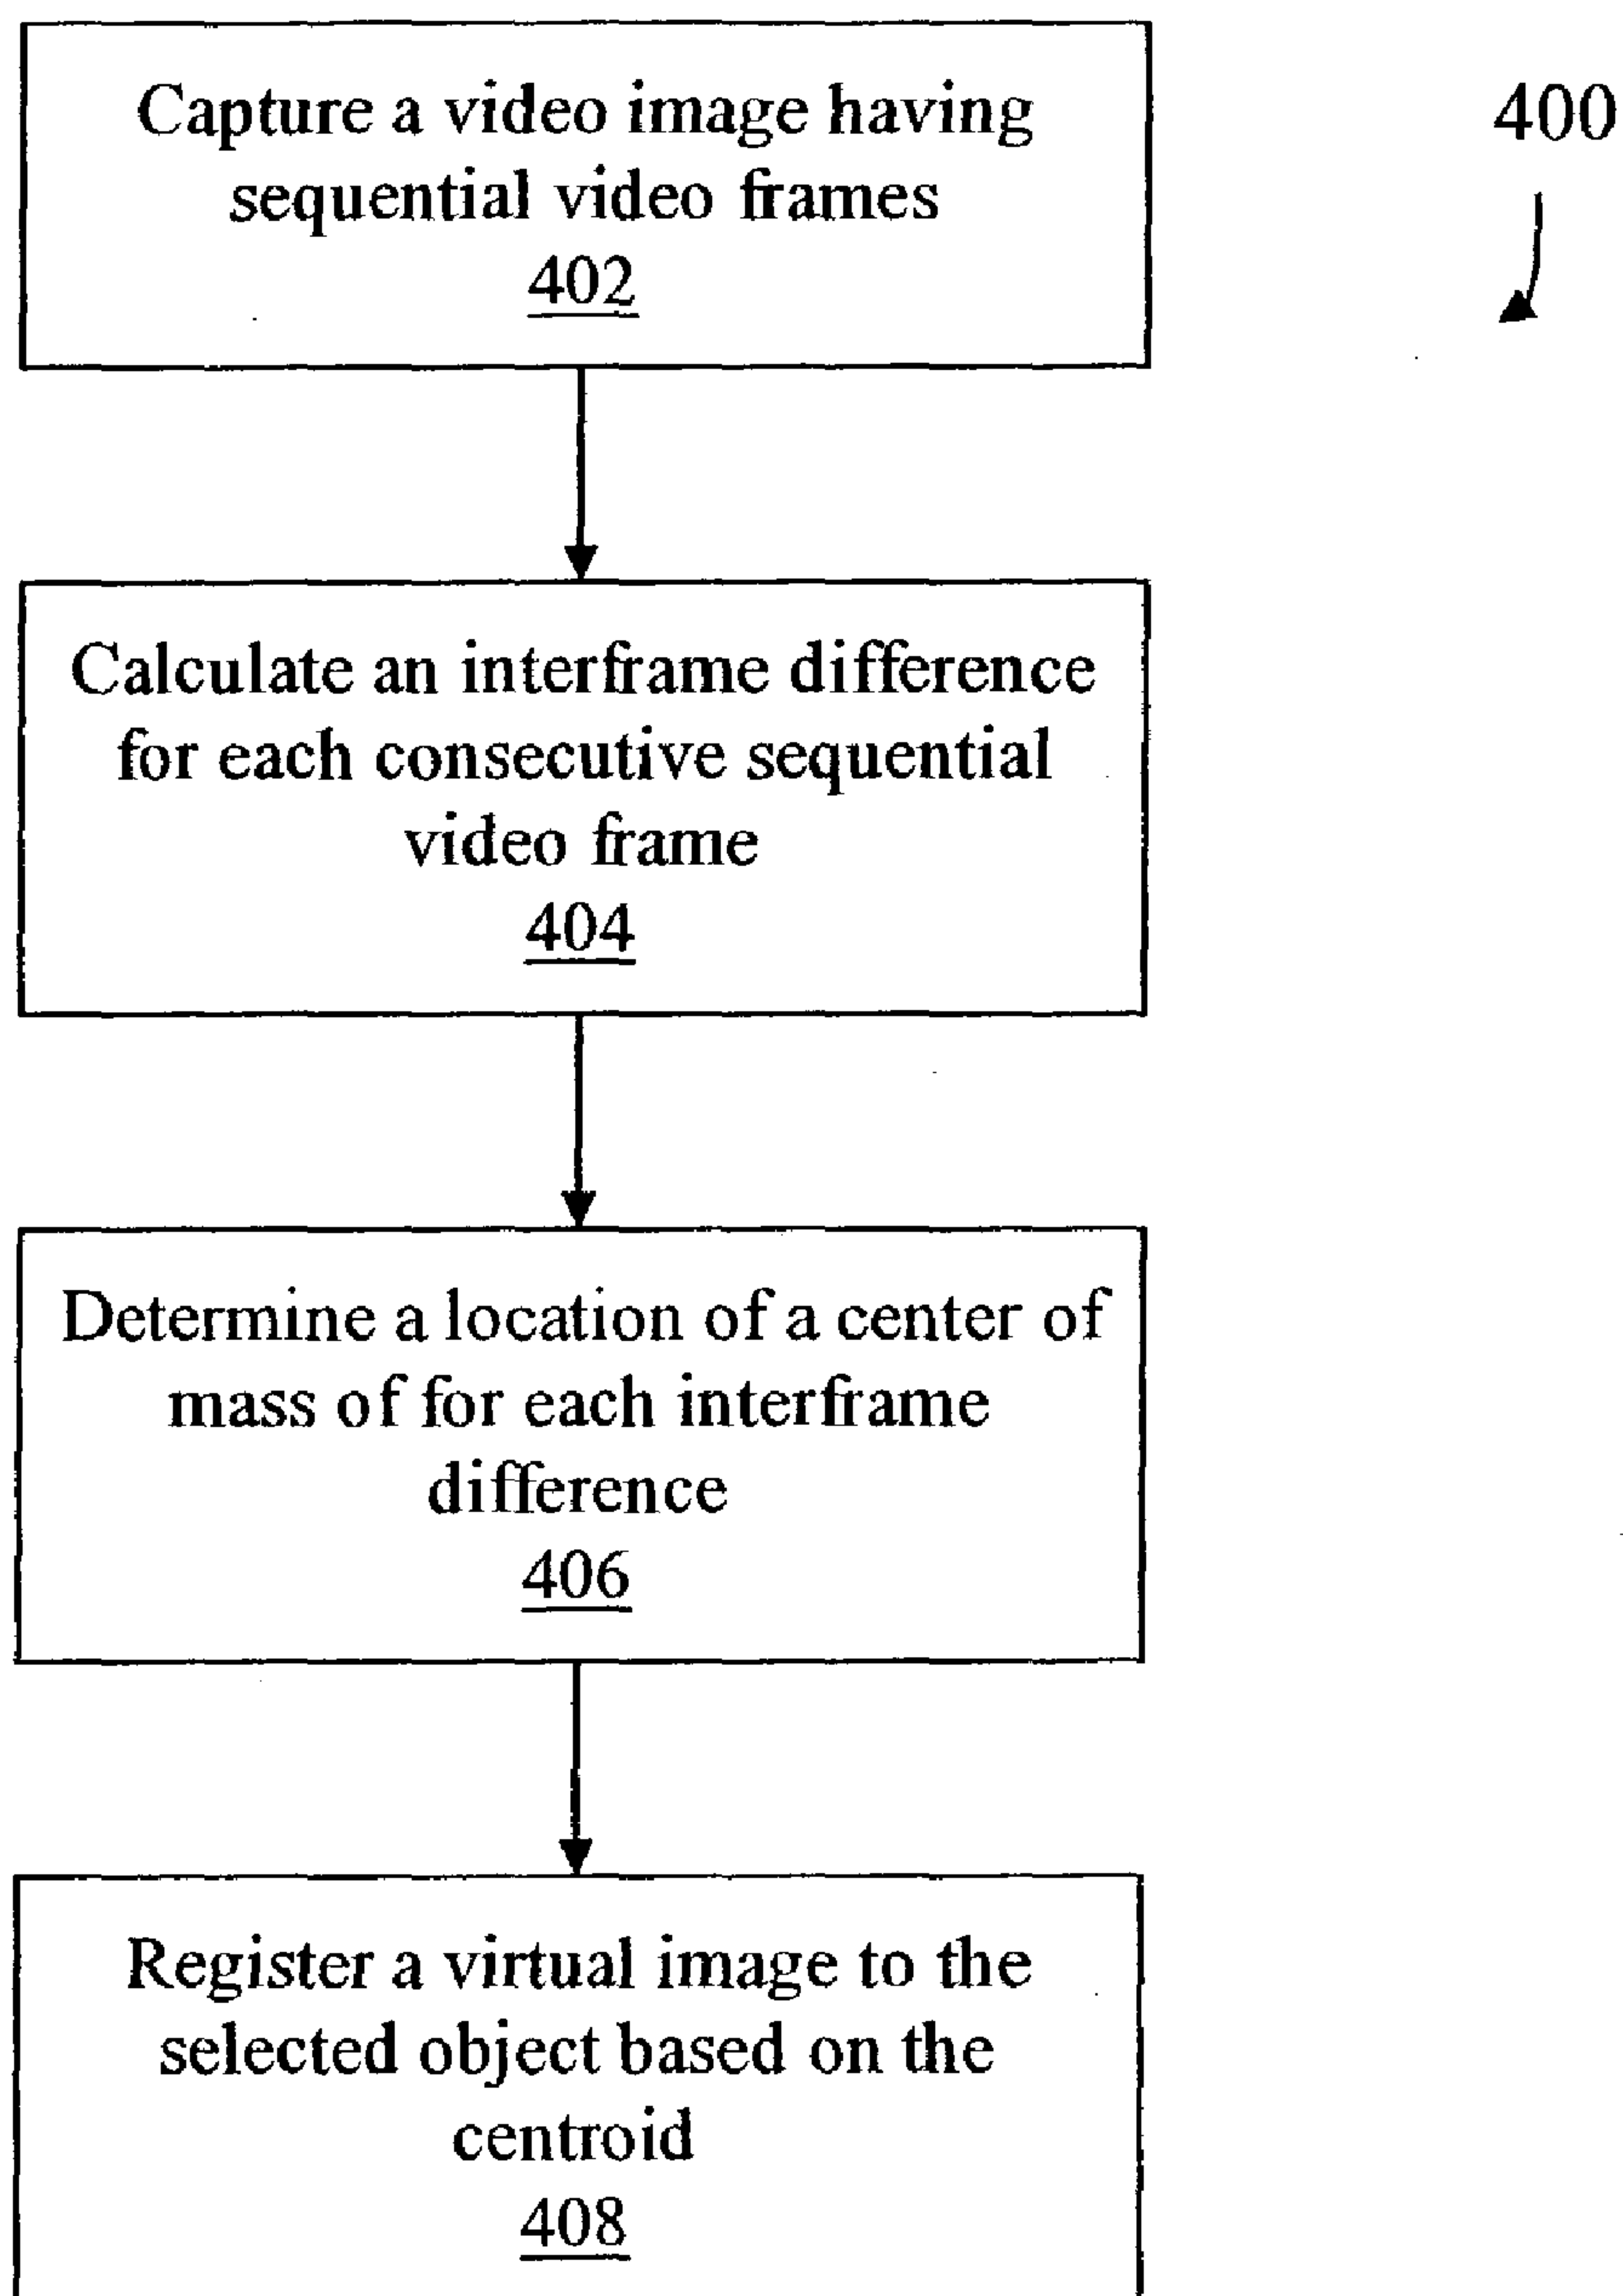 Capture a video image having
sequential video frames
402
400
Calculate an interframe difference
for each consecutive sequential
video frame
404
Determine a location of a center of
mass of for each interframe
difference
406
Register a virtual image to the
selected object based on the
centroid
408